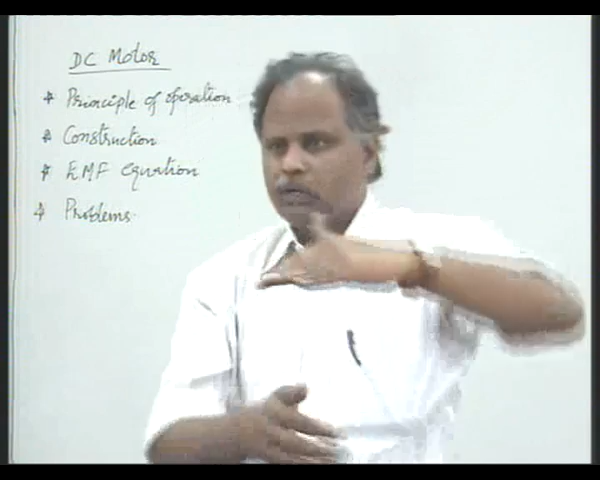 DC Motor
* Principle of operation
* Construction
* EMF equation
* Problems.